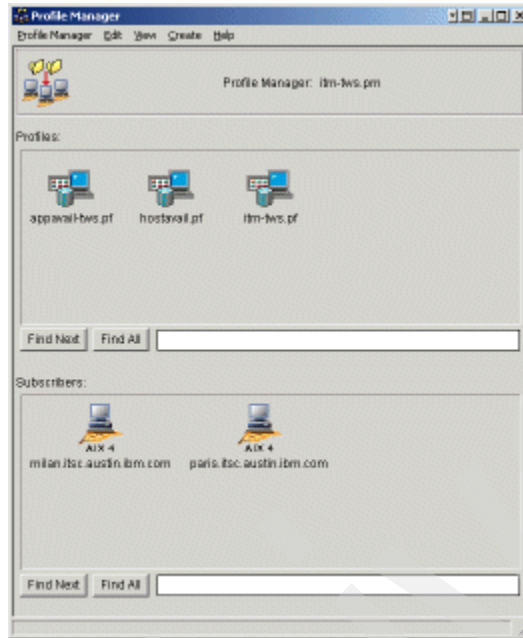 Profile Manager
Profile Manager Edit View Create Help
Profile Manager: itm-tws.pm
Profiles:
appavail-tws.pf hostavail.pf itm-tws.pf
Find Next Find All
Subscribers:
AIX 4 AIX 4
milan.itsc.austin.ibm.com paris.itsc.austin.ibm.com
Find Next Find All